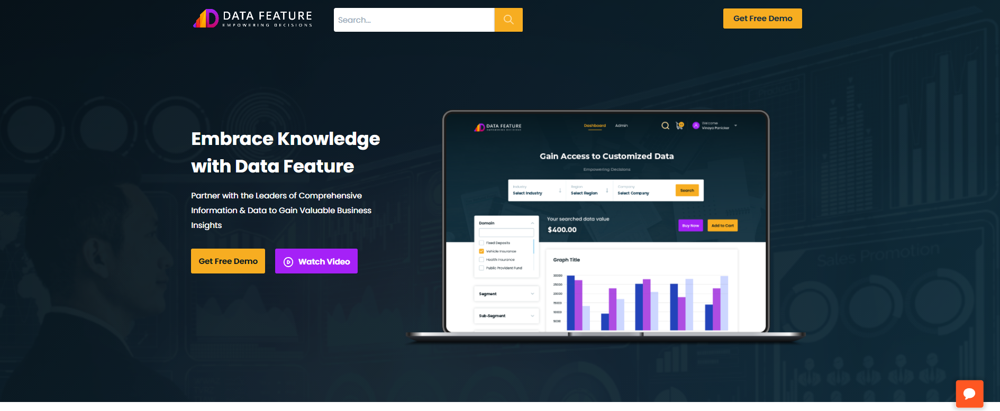 DATA FEATURE
EMPOWERING DECISIONS
Search...
Get Free Demo
Embrace Knowledge
with Data Feature
Partner with the Leaders of Comprehensive
Information & Data to Gain Valuable Business
Insights
Get Free Demo
Watch Video
DATA FEATURE
EMPOWERING DECISIONS
Dashboard
Admin
Welcome
Vinaya Panicker
Gain Access to Customized Data
Empowering Decisions
Industry
Select Industry
Region
Select Region
Company
Select Company
Search
Domain
Fixed Deposits
Vehicle Insurance
Health Insurance
Public Provident Fund
Segment
Sub-Segment
Your searched data value
$400.00
Buy Now
Add to Cart
Graph Title
30000
25000
20000
15000
10000
5000
Sales Promotion